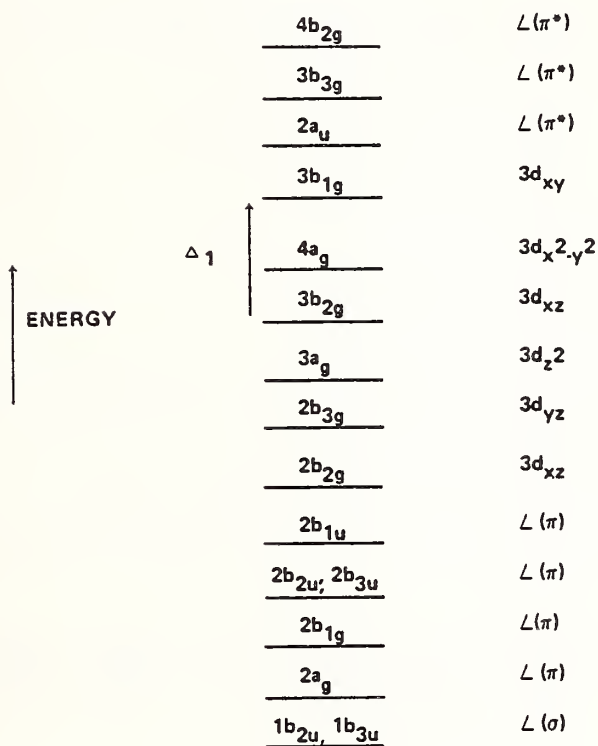 4b₂g L(π*)
3b₃g L(π*)
2aᵤ L(π*)
3b₁g 3dxy
Δ1 4ag 3dx²-y²
3b₂g 3dxz
ENERGY
3ag 3dz²
2b₃g 3dyz
2b₂g 3dxz
2b₁ᵤ L(π)
2b₂ᵤ, 2b₃ᵤ L(π)
2b₁g L(π)
2ag L(π)
1b₂ᵤ, 1b₃ᵤ L(σ)